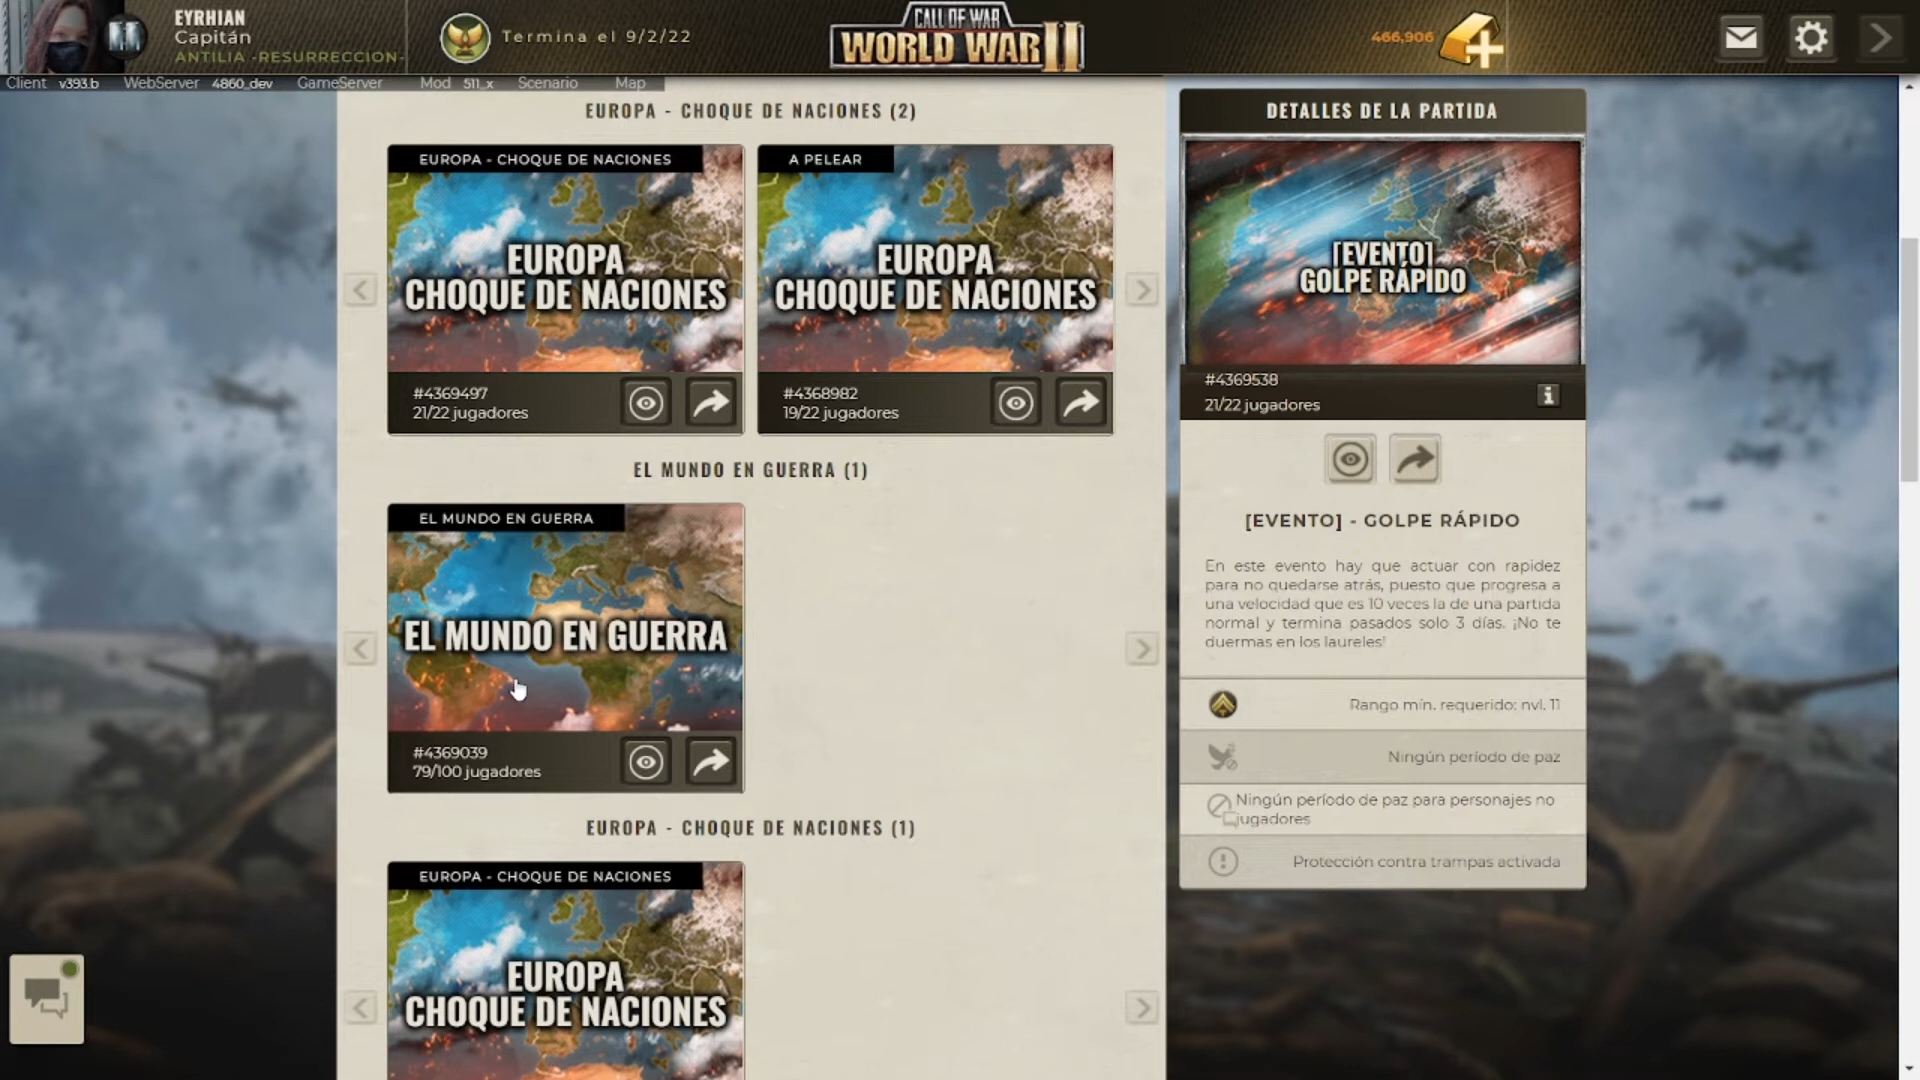 EYRHIAN
Capitán
ANTILIA -RESURRECCION-
Termina el 9/2/22
CALL OF WAR
WORLD WAR II
466,906
Client v393.b WebServer 4860_dev GameServer Mod 511_x Scenario Map
EUROPA - CHOQUE DE NACIONES (2)
EUROPA - CHOQUE DE NACIONES
EUROPA
CHOQUE DE NACIONES
#4369497
21/22 jugadores
A PELEAR
EUROPA
CHOQUE DE NACIONES
#4368982
19/22 jugadores
EL MUNDO EN GUERRA (1)
EL MUNDO EN GUERRA
EL MUNDO EN GUERRA
#4369039
79/100 jugadores
EUROPA - CHOQUE DE NACIONES (1)
EUROPA - CHOQUE DE NACIONES
EUROPA
CHOQUE DE NACIONES
DETALLES DE LA PARTIDA
[EVENTO]
GOLPE RÁPIDO
#4369538
21/22 jugadores
[EVENTO] - GOLPE RÁPIDO
En este evento hay que actuar con rapidez
para no quedarse atrás, puesto que progresa a
una velocidad que es 10 veces la de una partida
normal y termina pasados solo 3 días. ¡No te
duermas en los laureles!
Rango mín. requerido: nvl. 11
Ningún período de paz
Ningún período de paz para personajes no
jugadores
Protección contra trampas activada